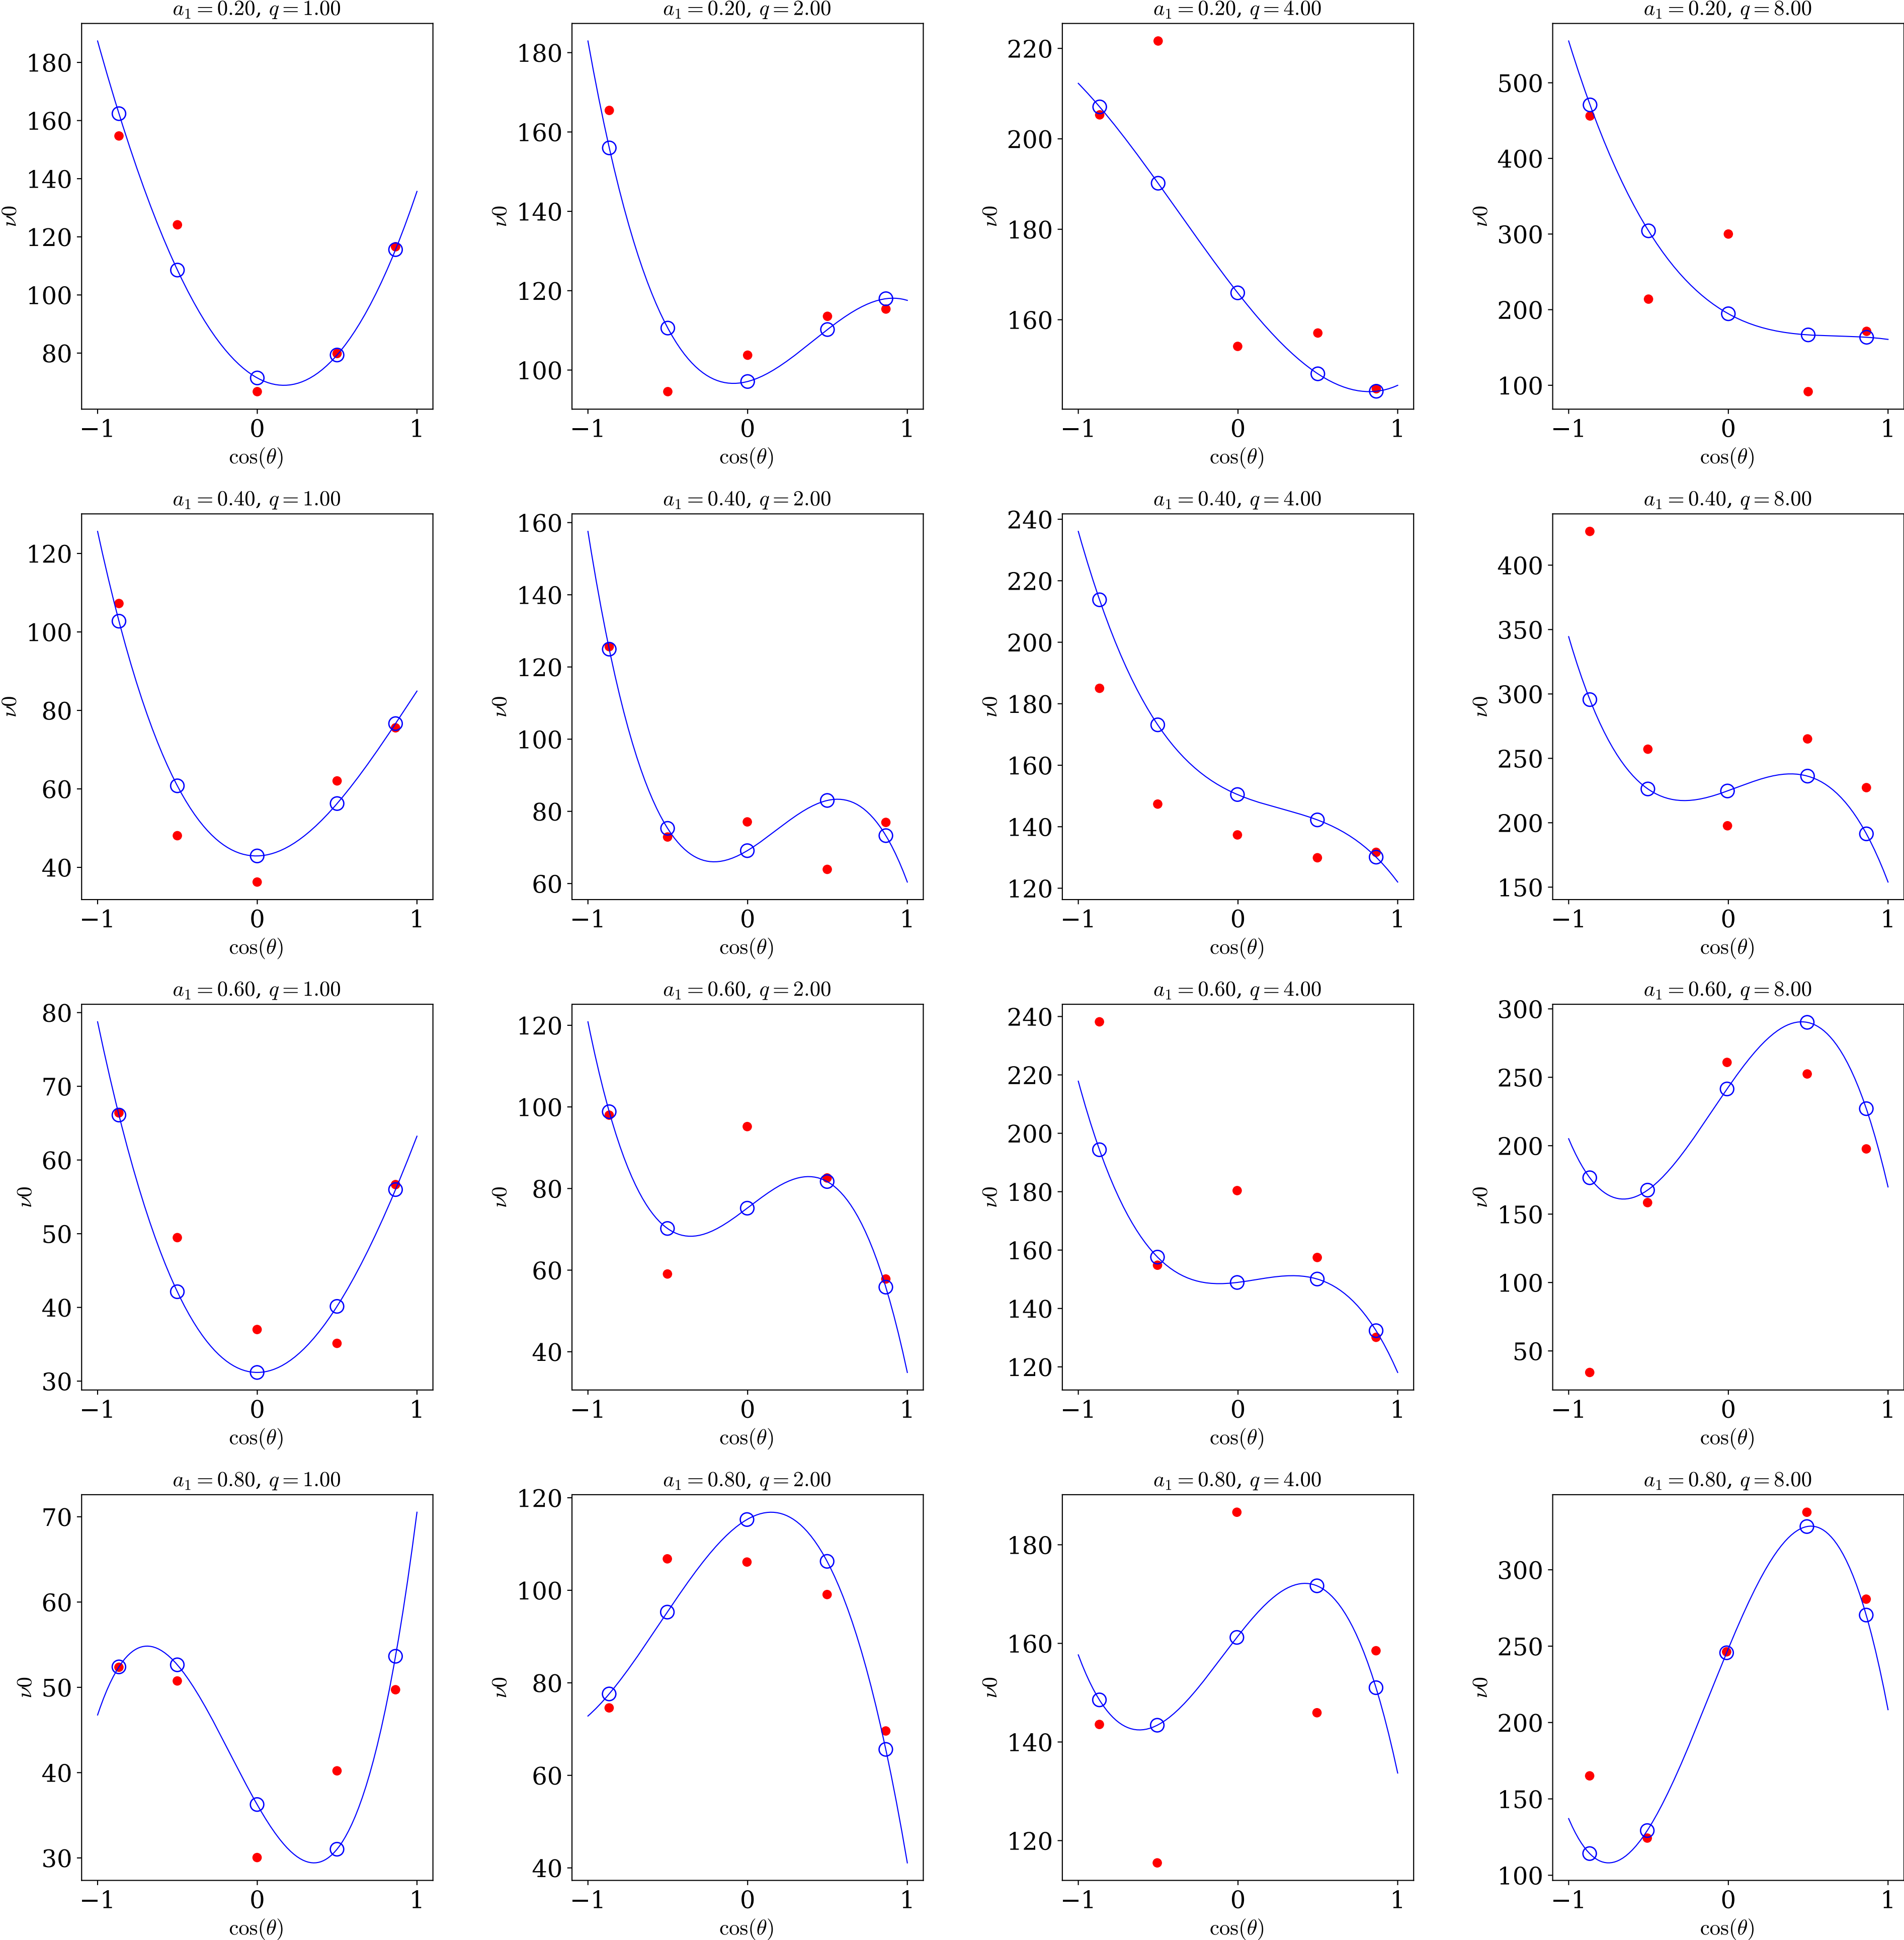 a₁ = 0.20, q = 1.00
180
160
140
120
100
80
ν0
−1 0 1
cos(θ)
a₁ = 0.20, q = 2.00
180
160
140
120
100
ν0
−1 0 1
cos(θ)
a₁ = 0.20, q = 4.00
220
200
180
160
ν0
−1 0 1
cos(θ)
a₁ = 0.20, q = 8.00
500
400
300
200
100
ν0
−1 0 1
cos(θ)
a₁ = 0.40, q = 1.00
120
100
80
60
40
ν0
−1 0 1
cos(θ)
a₁ = 0.40, q = 2.00
160
140
120
100
80
60
ν0
−1 0 1
cos(θ)
a₁ = 0.40, q = 4.00
240
220
200
180
160
140
120
ν0
−1 0 1
cos(θ)
a₁ = 0.40, q = 8.00
400
350
300
250
200
150
ν0
−1 0 1
cos(θ)
a₁ = 0.60, q = 1.00
80
70
60
50
40
30
ν0
−1 0 1
cos(θ)
a₁ = 0.60, q = 2.00
120
100
80
60
40
ν0
−1 0 1
cos(θ)
a₁ = 0.60, q = 4.00
240
220
200
180
160
140
120
ν0
−1 0 1
cos(θ)
a₁ = 0.60, q = 8.00
300
250
200
150
100
50
ν0
−1 0 1
cos(θ)
a₁ = 0.80, q = 1.00
70
60
50
40
30
ν0
−1 0 1
cos(θ)
a₁ = 0.80, q = 2.00
120
100
80
60
40
ν0
−1 0 1
cos(θ)
a₁ = 0.80, q = 4.00
180
160
140
120
ν0
−1 0 1
cos(θ)
a₁ = 0.80, q = 8.00
300
250
200
150
100
ν0
−1 0 1
cos(θ)